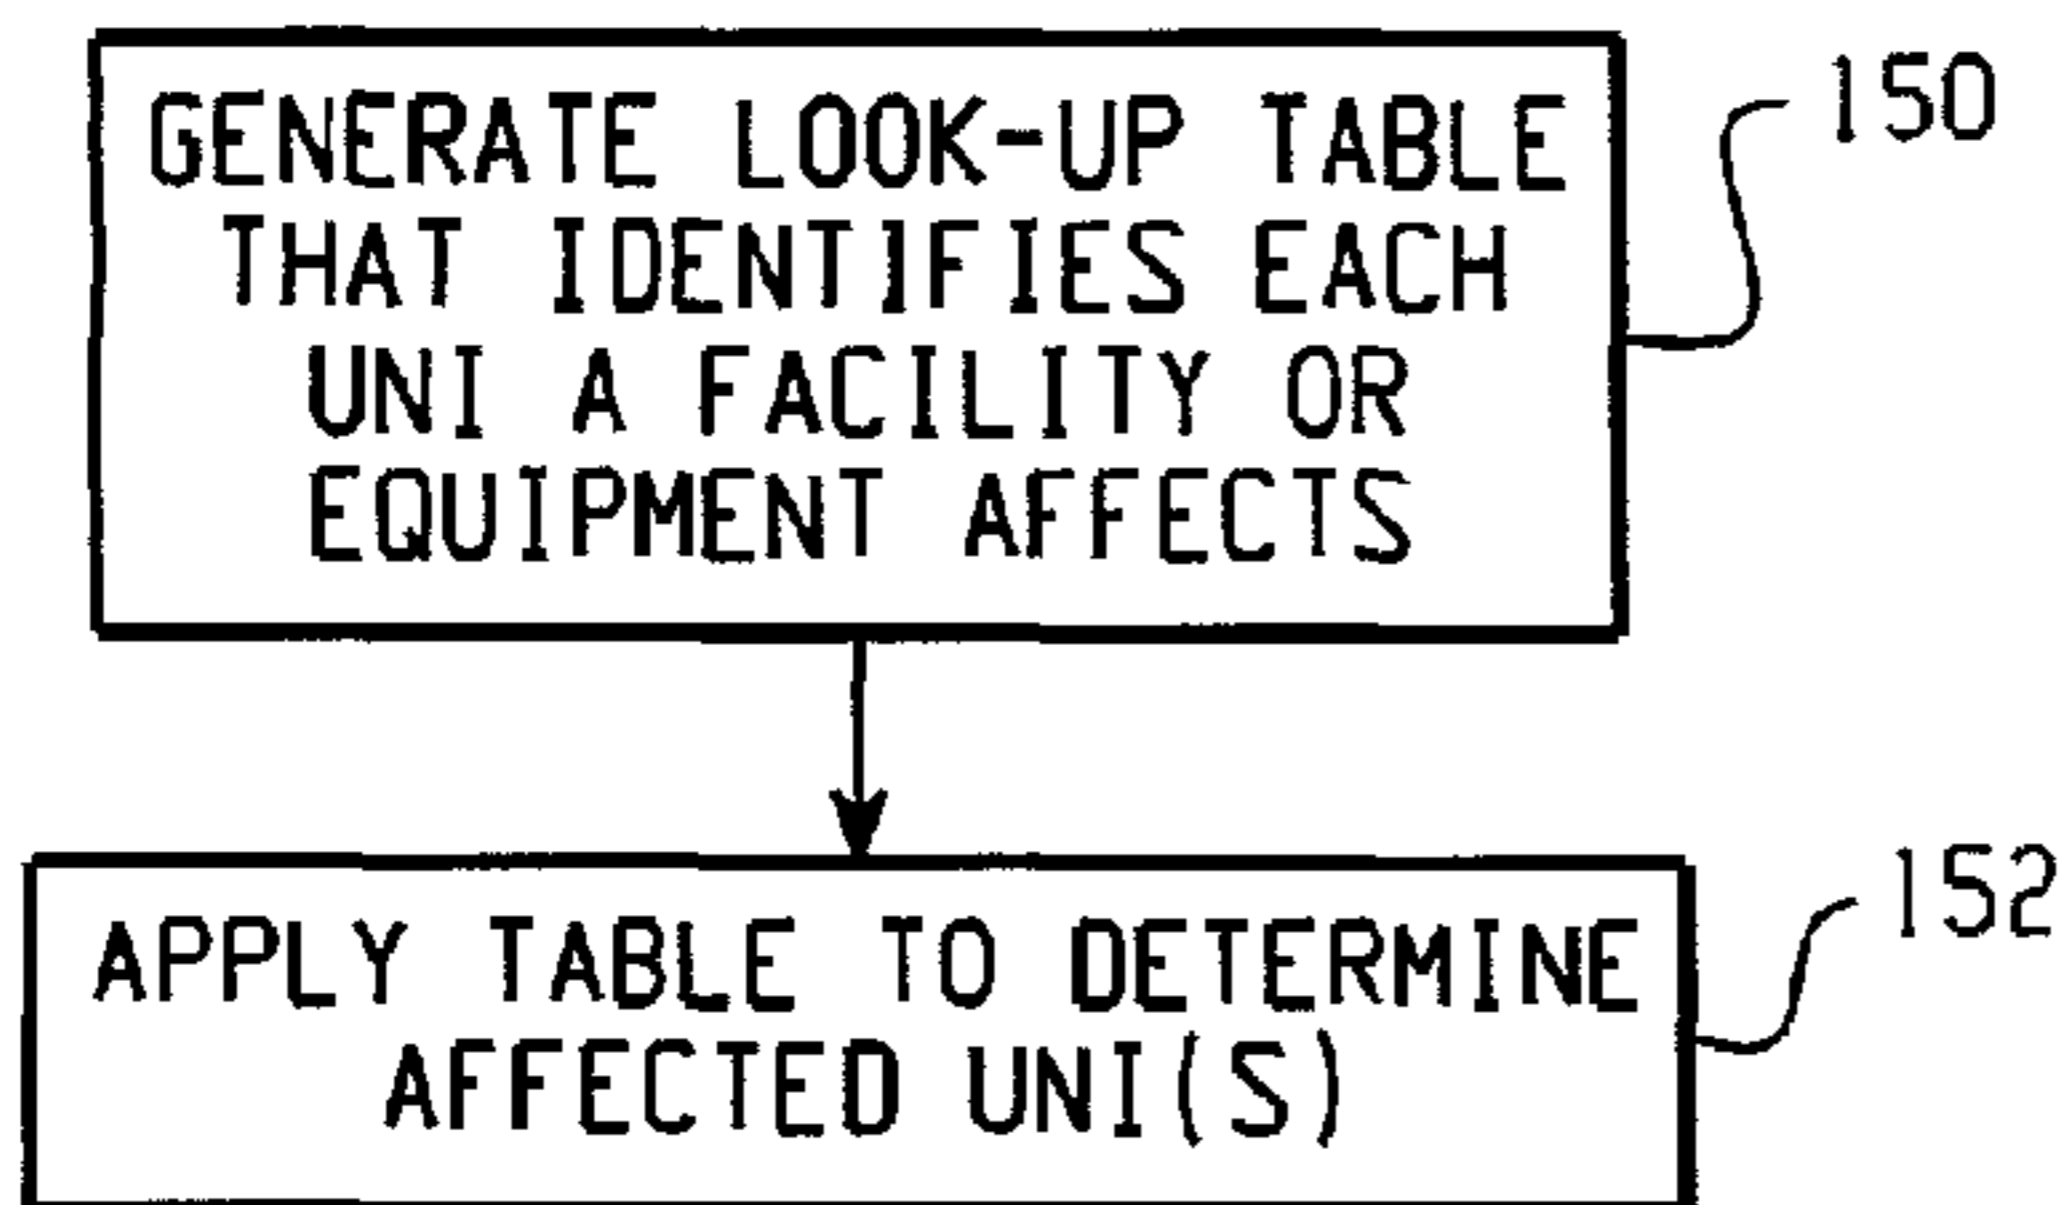 GENERATE LOOK-UP TABLE
THAT IDENTIFIES EACH
UNI A FACILITY OR
EQUIPMENT AFFECTS
150
APPLY TABLE TO DETERMINE
AFFECTED UNI(S)
152